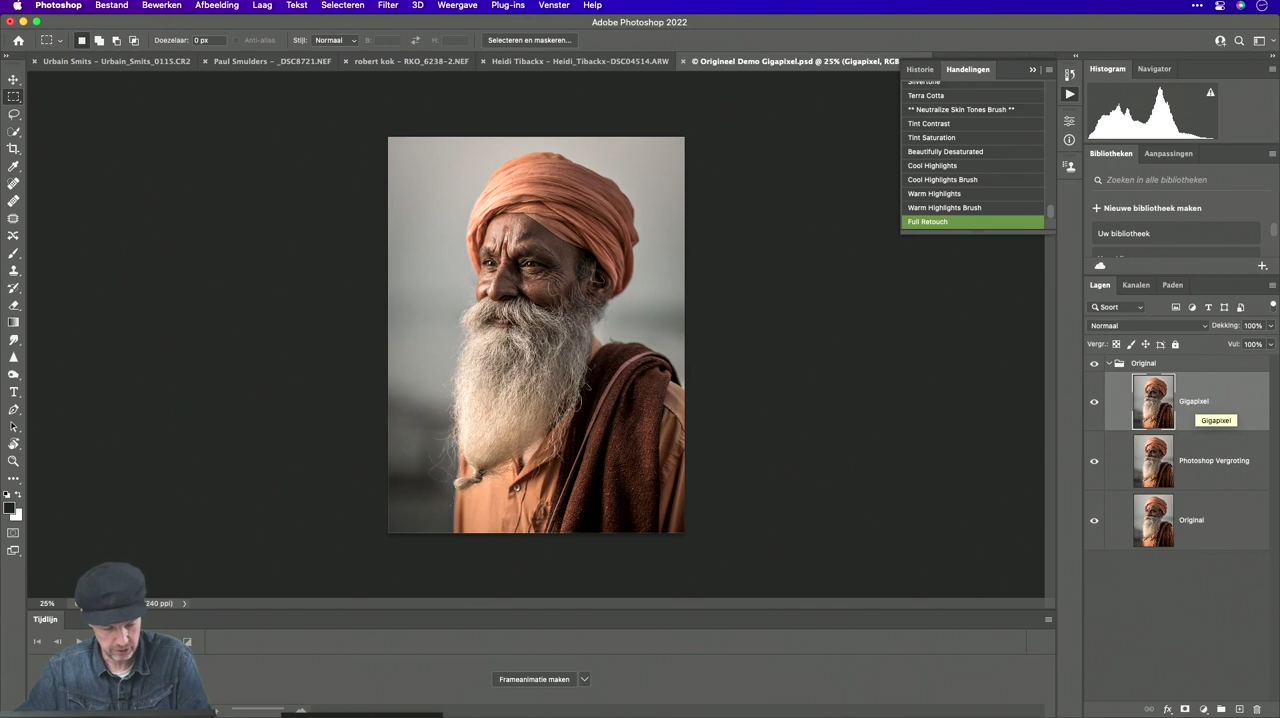 Photoshop Bestand Bewerken Afbeelding Laag Tekst Selecteren Filter 3D Weergave Plug-ins Venster Help
Adobe Photoshop 2022
Doezelaar: 0 px Anti-alias Stijl: Normaal B: H: Selecteren en maskeren...
Urbain Smits - Urbain_Smits_0115.CR2 Paul Smulders - _DSC8721.NEF robert kok - RKO_6238-2.NEF Heidi Tibackx - Heidi_Tibackx-DSC04514.ARW © Origineel Demo Gigapixel.psd @ 25% (Gigapixel, RGB
Historie Handelingen
Silvertone
Terra Cotta
** Neutralize Skin Tones Brush **
Tint Contrast
Tint Saturation
Beautifully Desaturated
Cool Highlights
Cool Highlights Brush
Warm Highlights
Warm Highlights Brush
Full Retouch
Histogram Navigator
Bibliotheken Aanpassingen
Zoeken in alle bibliotheken
Nieuwe bibliotheek maken
Uw bibliotheek
Lagen Kanalen Paden
Soort
Normaal Dekking: 100%
Vergr.: Vul: 100%
Original
Gigapixel
Gigapixel
Photoshop Vergroting
Original
25% 240 ppi)
Tijdlijn
Frameanimatie maken